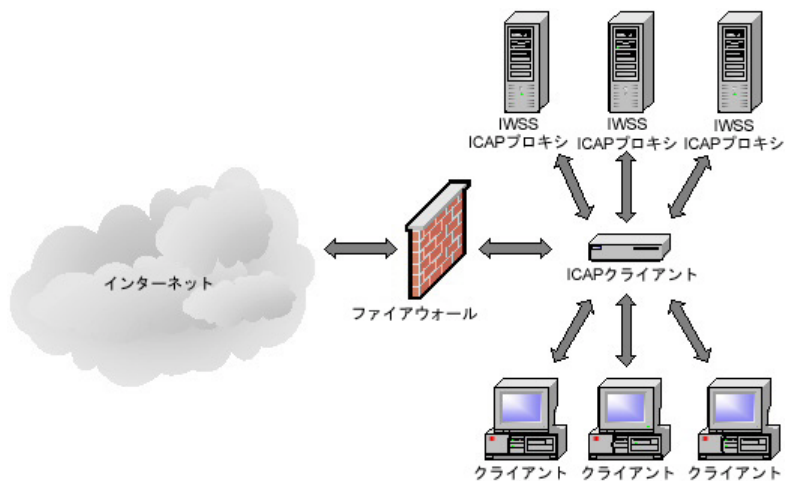 IWSS
ICAPプロキシ
IWSS
ICAPプロキシ
IWSS
ICAPプロキシ
インターネット
ファイアウォール
ICAPクライアント
クライアント
クライアント
クライアント